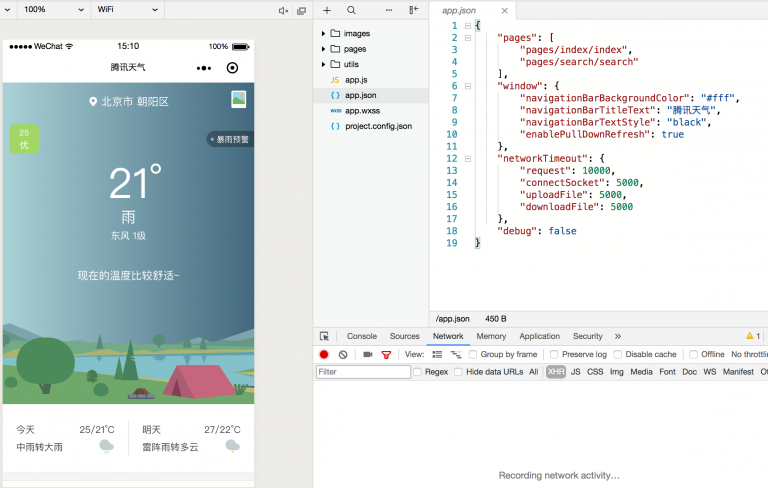 100%
WiFi
WeChat
15:10
100%
腾讯天气
北京市 朝阳区
25
优
暴雨预警
21°
雨
东风 1级
现在的温度比较舒适~
今天
25/21°C
中雨转大雨
明天
27/22°C
雷阵雨转多云
images
pages
utils
JS app.js
{ } app.json
wxss app.wxss
{ } project.config.json
app.json
1 {
2 "pages": [
3 "pages/index/index",
4 "pages/search/search"
5 ],
6 "window": {
7 "navigationBarBackgroundColor": "#fff",
8 "navigationBarTitleText": "腾讯天气",
9 "navigationBarTextStyle": "black",
10 "enablePullDownRefresh": true
11 },
12 "networkTimeout": {
13 "request": 10000,
14 "connectSocket": 5000,
15 "uploadFile": 5000,
16 "downloadFile": 5000
17 },
18 "debug": false
19 }
/app.json 450 B
Console Sources Network Memory Application Security » 1
View: Group by frame Preserve log Disable cache Offline No throttli
Filter Regex Hide data URLs All XHR JS CSS Img Media Font Doc WS Manifest Ot
Recording network activity…